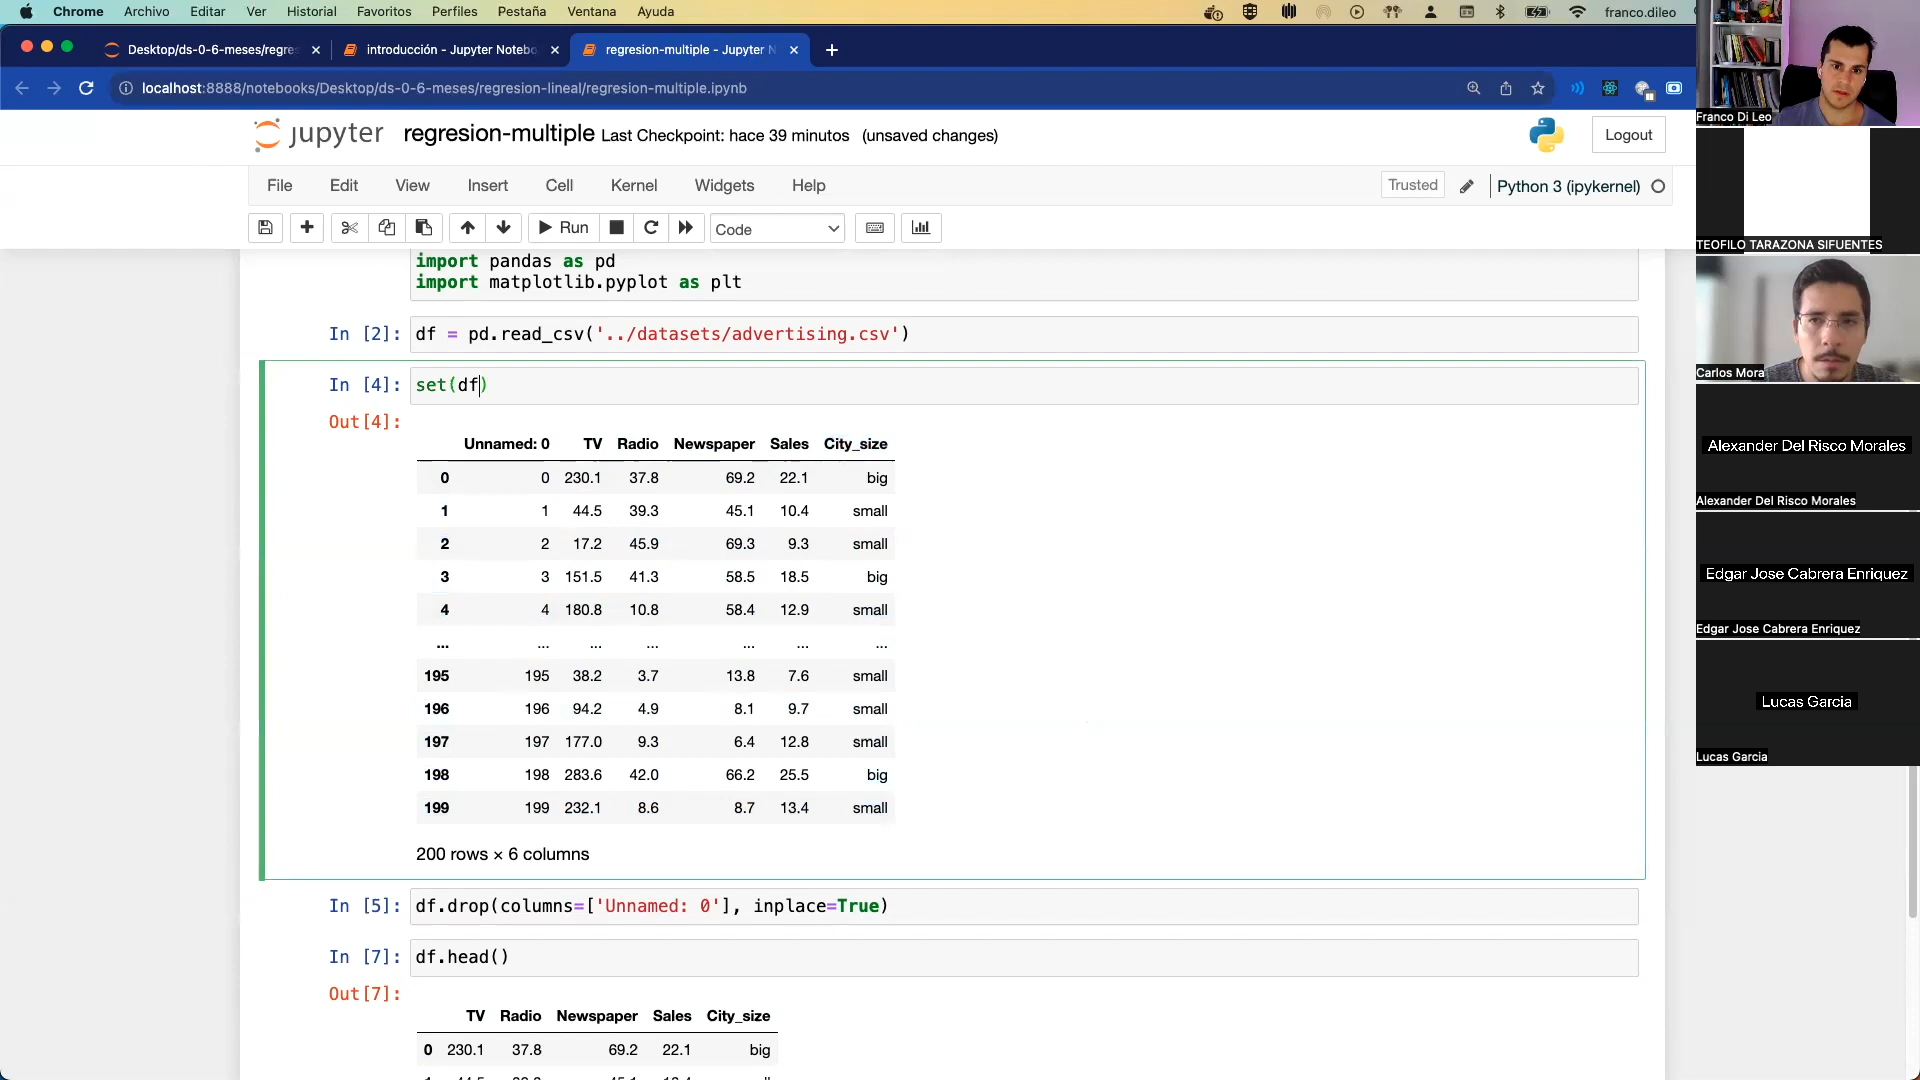 Chrome Archivo Editar Ver Historial Favoritos Perfiles Pestaña Ventana Ayuda franco.dileo
Desktop/ds-0-6-meses/regre introducción - Jupyter Notebo regresion-multiple - Jupyter N
localhost:8888/notebooks/Desktop/ds-0-6-meses/regresion-lineal/regresion-multiple.ipynb
jupyter regresion-multiple Last Checkpoint: hace 39 minutos (unsaved changes) Logout
File Edit View Insert Cell Kernel Widgets Help Trusted Python 3 (ipykernel)
Run Code
import pandas as pd
import matplotlib.pyplot as plt
In [2]: df = pd.read_csv('../datasets/advertising.csv')
In [4]: set(df)
Out[4]:
Unnamed: 0 TV Radio Newspaper Sales City_size
0 0 230.1 37.8 69.2 22.1 big
1 1 44.5 39.3 45.1 10.4 small
2 2 17.2 45.9 69.3 9.3 small
3 3 151.5 41.3 58.5 18.5 big
4 4 180.8 10.8 58.4 12.9 small
... ... ... ... ... ... ...
195 195 38.2 3.7 13.8 7.6 small
196 196 94.2 4.9 8.1 9.7 small
197 197 177.0 9.3 6.4 12.8 small
198 198 283.6 42.0 66.2 25.5 big
199 199 232.1 8.6 8.7 13.4 small
200 rows × 6 columns
In [5]: df.drop(columns=['Unnamed: 0'], inplace=True)
In [7]: df.head()
Out[7]:
TV Radio Newspaper Sales City_size
0 230.1 37.8 69.2 22.1 big
Franco Di Leo
TEOFILO TARAZONA SIFUENTES
Carlos Mora
Alexander Del Risco Morales
Alexander Del Risco Morales
Edgar Jose Cabrera Enriquez
Edgar Jose Cabrera Enriquez
Lucas Garcia
Lucas Garcia